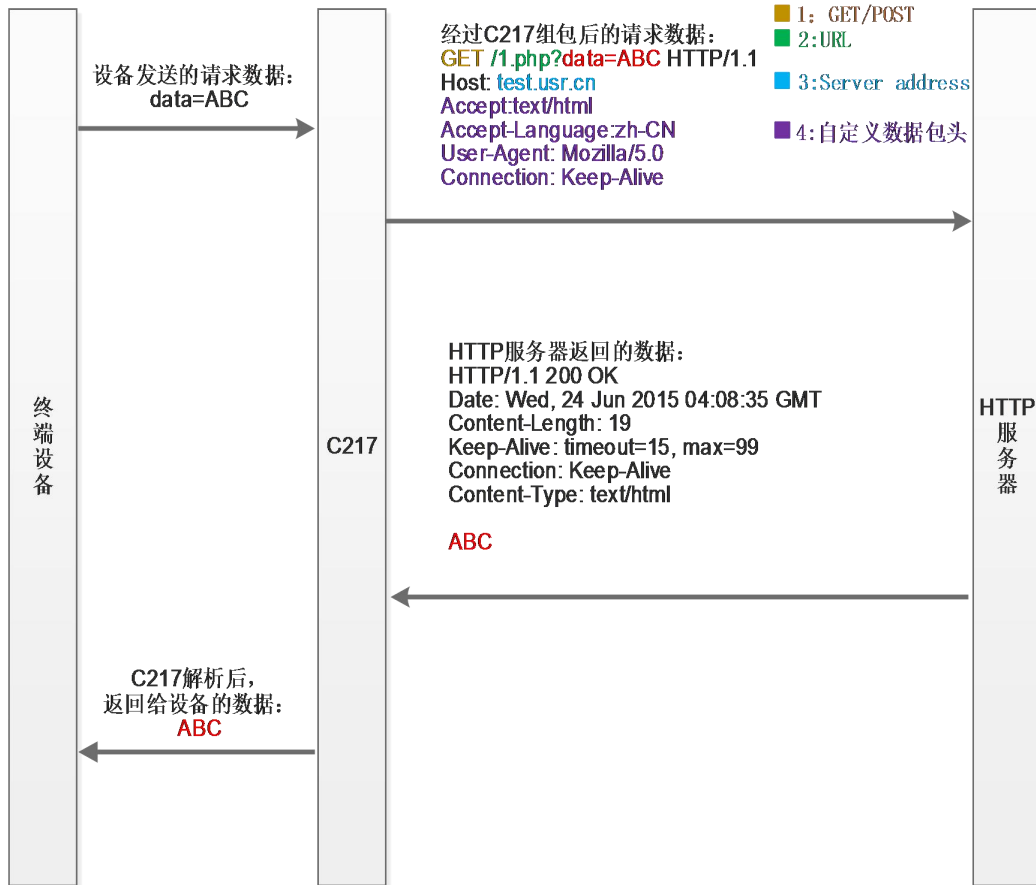 设备发送的请求数据：
data=ABC
经过C217组包后的请求数据：
GET /1.php?data=ABC HTTP/1.1
Host: test.usr.cn
Accept:text/html
Accept-Language:zh-CN
User-Agent: Mozilla/5.0
Connection: Keep-Alive
1: GET/POST
2:URL
3:Server address
4:自定义数据包头
终端设备
C217
HTTP服务器
HTTP服务器返回的数据：
HTTP/1.1 200 OK
Date: Wed, 24 Jun 2015 04:08:35 GMT
Content-Length: 19
Keep-Alive: timeout=15, max=99
Connection: Keep-Alive
Content-Type: text/html
ABC
C217解析后，
返回给设备的数据：
ABC